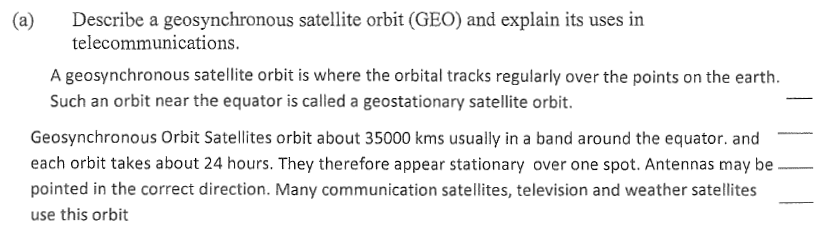 (a) Describe a geosynchronous satellite orbit (GEO) and explain its uses in
telecommunications.
A geosynchronous satellite orbit is where the orbital tracks regularly over the points on the earth.
Such an orbit near the equator is called a geostationary satellite orbit.
Geosynchronous Orbit Satellites orbit about 35000 kms usually in a band around the equator. and
each orbit takes about 24 hours. They therefore appear stationary over one spot. Antennas may be
pointed in the correct direction. Many communication satellites, television and weather satellites
use this orbit